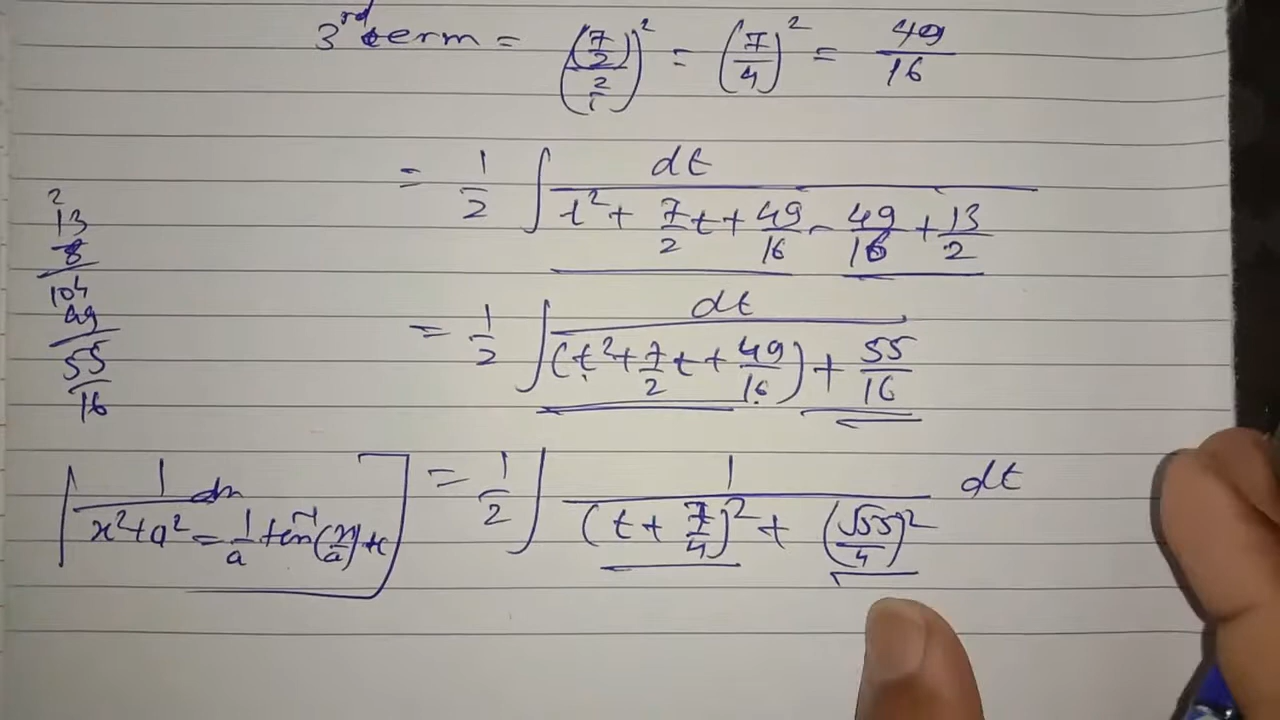 3rd term = ((7/2)/(2/1))² = (7/4)² = 49/16
= 1/2 ∫ dt / (t² + 7/2 t + 49/16 - 49/16 + 13/2)
2
13
8
104
49
55
16
= 1/2 ∫ dt / ((t² + 7/2 t + 49/16) + 55/16)
[∫ 1/(x² + a²) dx = 1/a tan⁻¹(x/a) + c] = 1/2 ∫ 1 / ((t + 7/4)² + (√55/4)²) dt